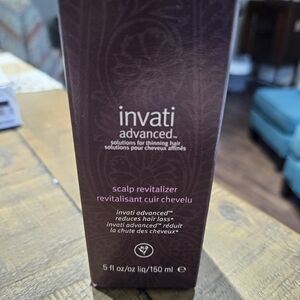 invati
advanced™
solutions for thinning hair
solutions pour cheveux affinés
scalp revitalizer
revitalisant cuir chevelu
invati advanced™
reduces hair loss*
invati advanced™ réduit
la chute des cheveux*
5 fl oz/oz liq/150 ml ℮